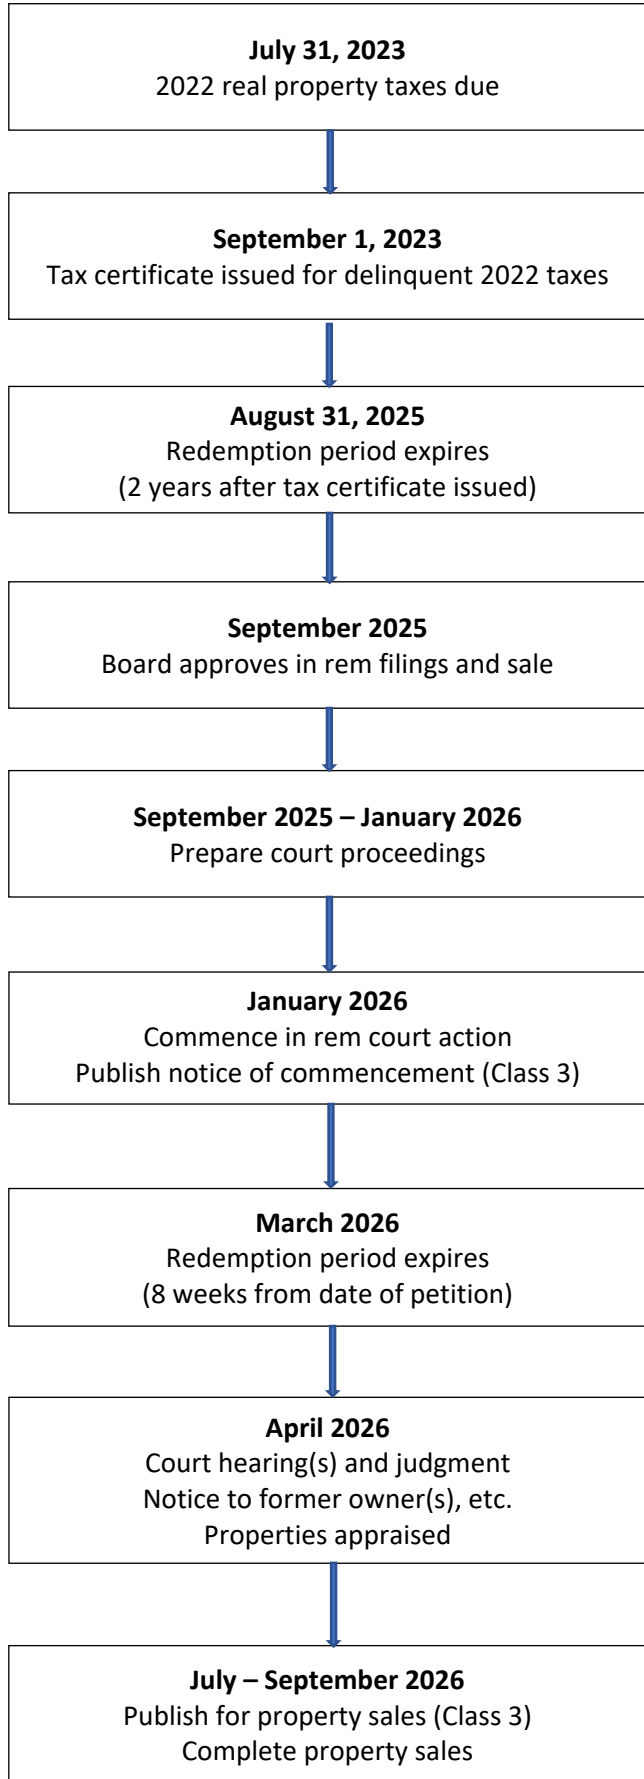 July 31, 2023
2022 real property taxes due
September 1, 2023
Tax certificate issued for delinquent 2022 taxes
August 31, 2025
Redemption period expires
(2 years after tax certificate issued)
September 2025
Board approves in rem filings and sale
September 2025 – January 2026
Prepare court proceedings
January 2026
Commence in rem court action
Publish notice of commencement (Class 3)
March 2026
Redemption period expires
(8 weeks from date of petition)
April 2026
Court hearing(s) and judgment
Notice to former owner(s), etc.
Properties appraised
July – September 2026
Publish for property sales (Class 3)
Complete property sales